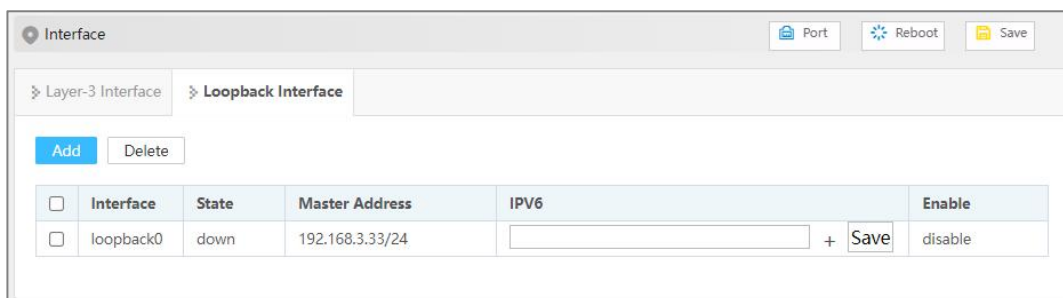 Interface Port Reboot Save
Layer-3 Interface Loopback Interface
Add Delete
Interface State Master Address IPV6 Enable
loopback0 down 192.168.3.33/24 + Save disable